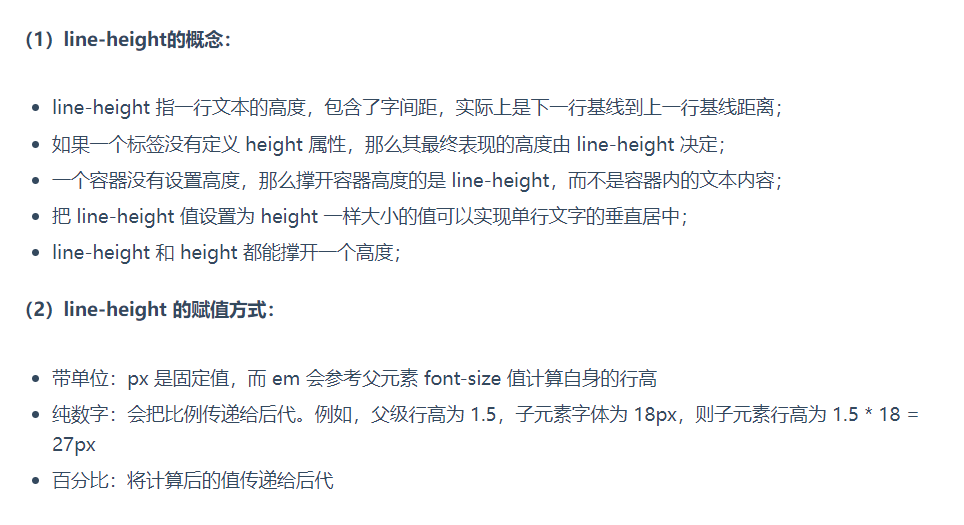 （1）line-height的概念：
• line-height 指一行文本的高度，包含了字间距，实际上是下一行基线到上一行基线距离；
• 如果一个标签没有定义 height 属性，那么其最终表现的高度由 line-height 决定；
• 一个容器没有设置高度，那么撑开容器高度的是 line-height，而不是容器内的文本内容；
• 把 line-height 值设置为 height 一样大小的值可以实现单行文字的垂直居中；
• line-height 和 height 都能撑开一个高度；
（2）line-height 的赋值方式：
• 带单位：px 是固定值，而 em 会参考父元素 font-size 值计算自身的行高
• 纯数字：会把比例传递给后代。例如，父级行高为 1.5，子元素字体为 18px，则子元素行高为 1.5 * 18 =
27px
• 百分比：将计算后的值传递给后代